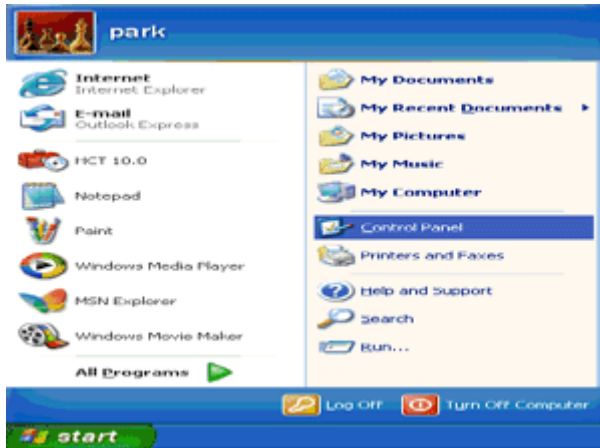 park
Internet
Internet Explorer
E-mail
Outlook Express
HCT 10.0
Notepad
Paint
Windows Media Player
MSN Explorer
Windows Movie Maker
All Programs
My Documents
My Recent Documents
My Pictures
My Music
My Computer
Control Panel
Printers and Faxes
Help and Support
Search
Run...
Log Off
Turn Off Computer
start